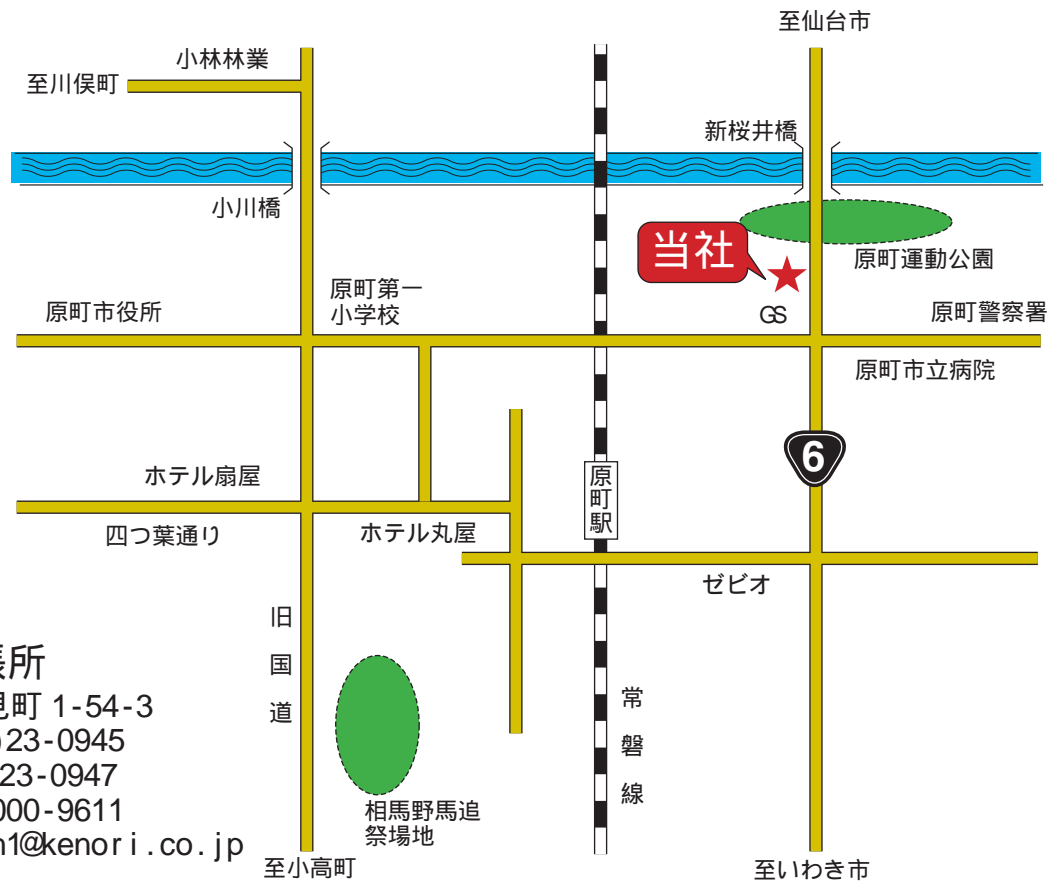 至仙台市
小林林業
至川俣町
新桜井橋
小川橋
当社
原町運動公園
原町第一
小学校
原町市役所
GS
原町警察署
原町市立病院
6
ホテル扇屋
原町駅
四つ葉通り
ホテル丸屋
ゼビオ
旧国道
常磐線
張所
見町 1-54-3
)23-0945
23-0947
000-9611
1@kenori.co.jp
相馬野馬追
祭場地
至小高町
至いわき市